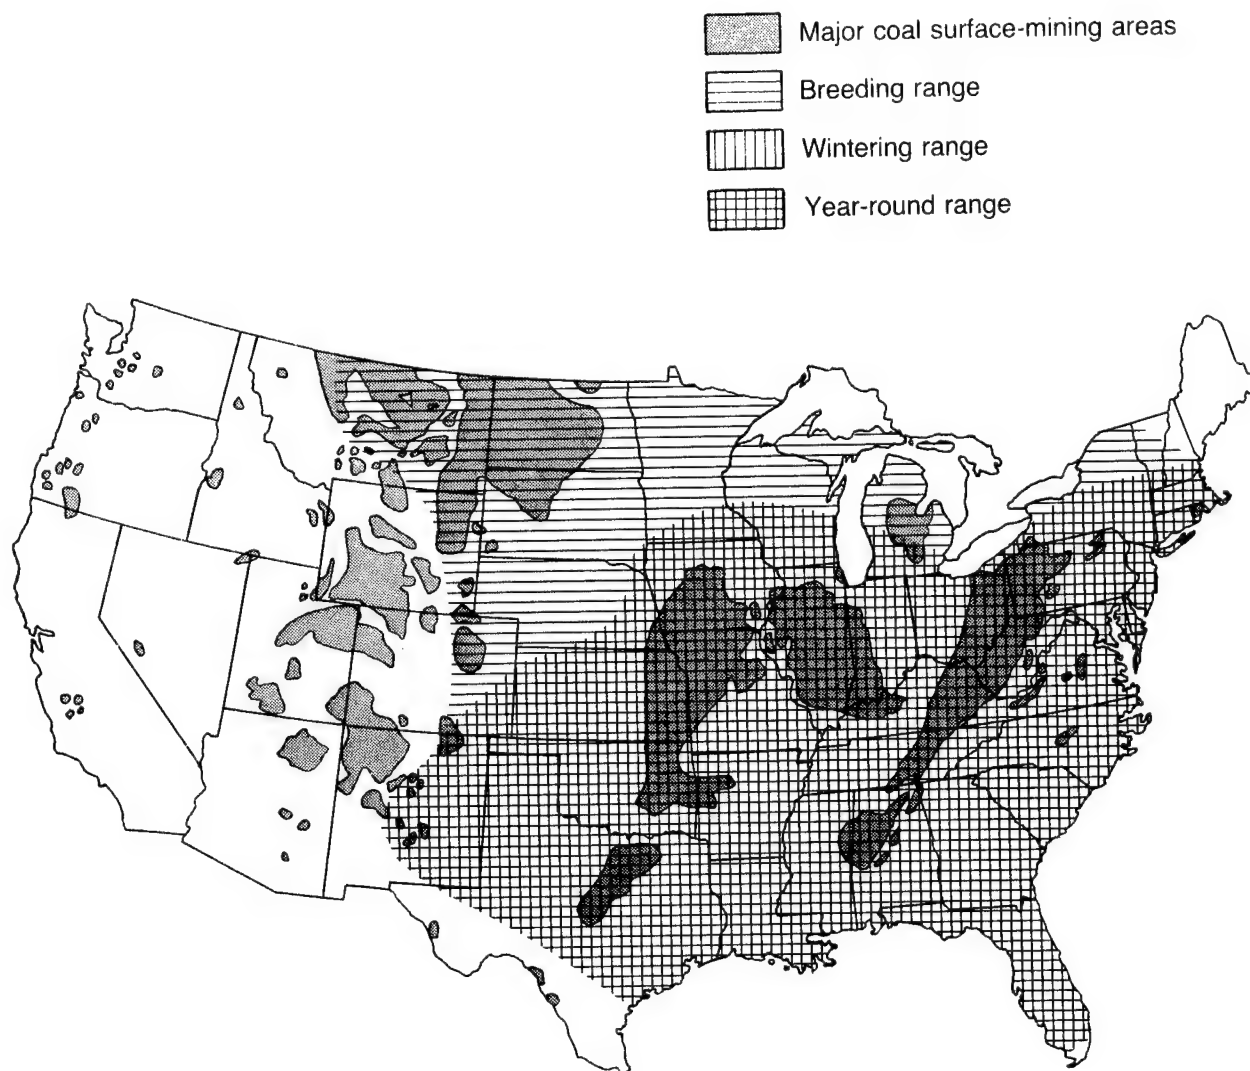 Major coal surface-mining areas
Breeding range
Wintering range
Year-round range